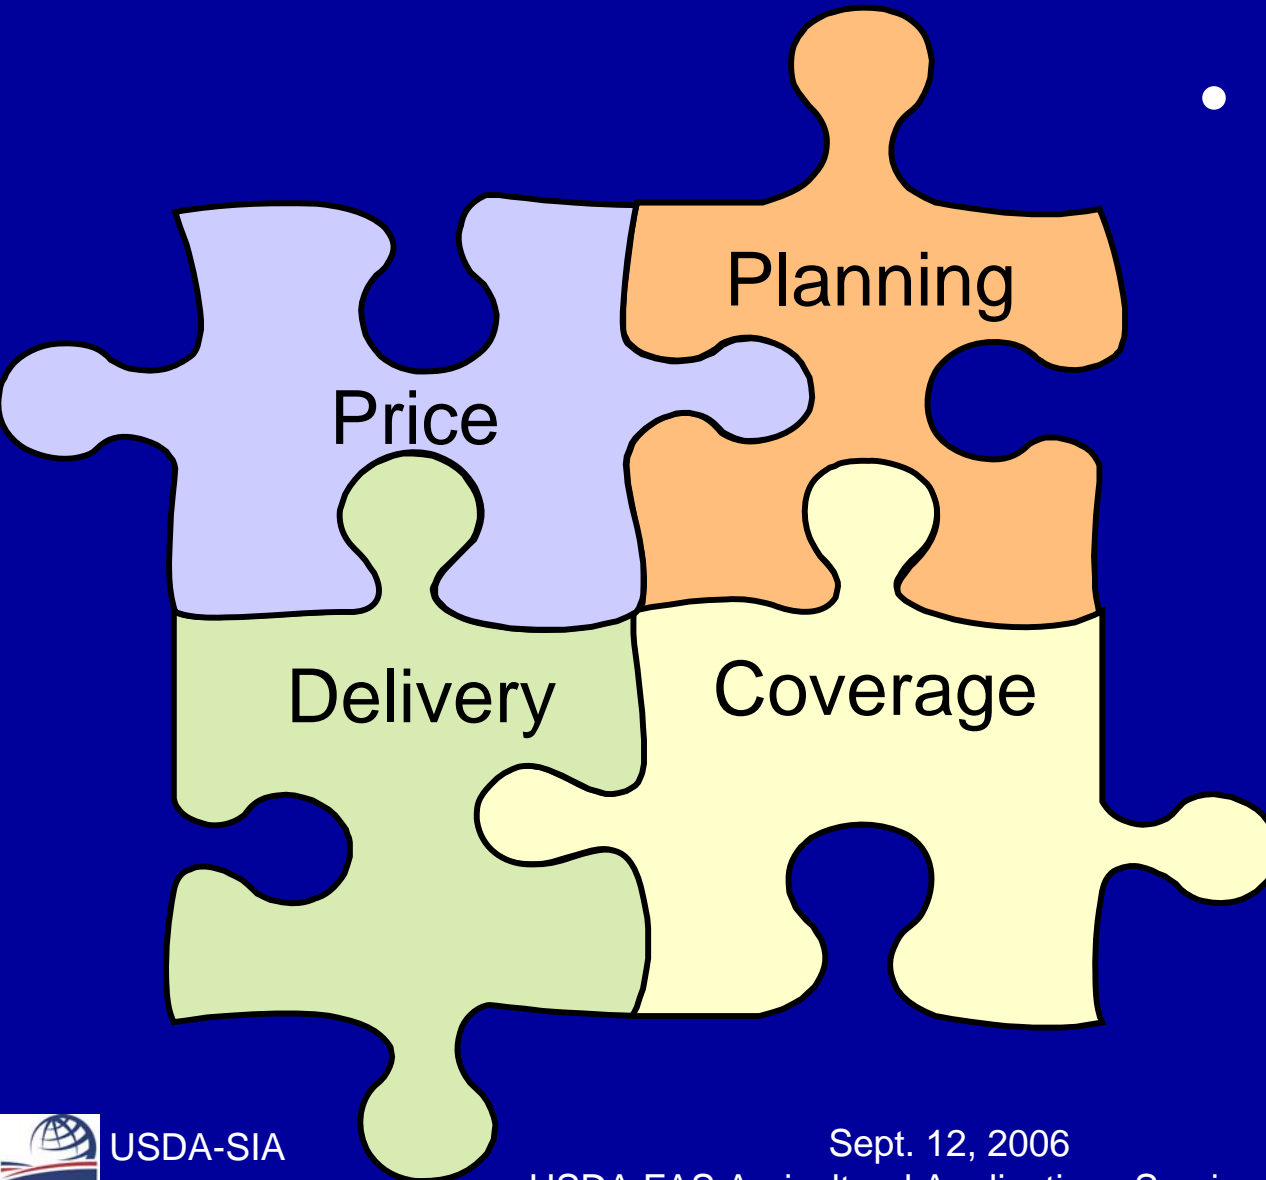 •
Planning
Price
Delivery
Coverage
USDA-SIA
Sept. 12, 2006